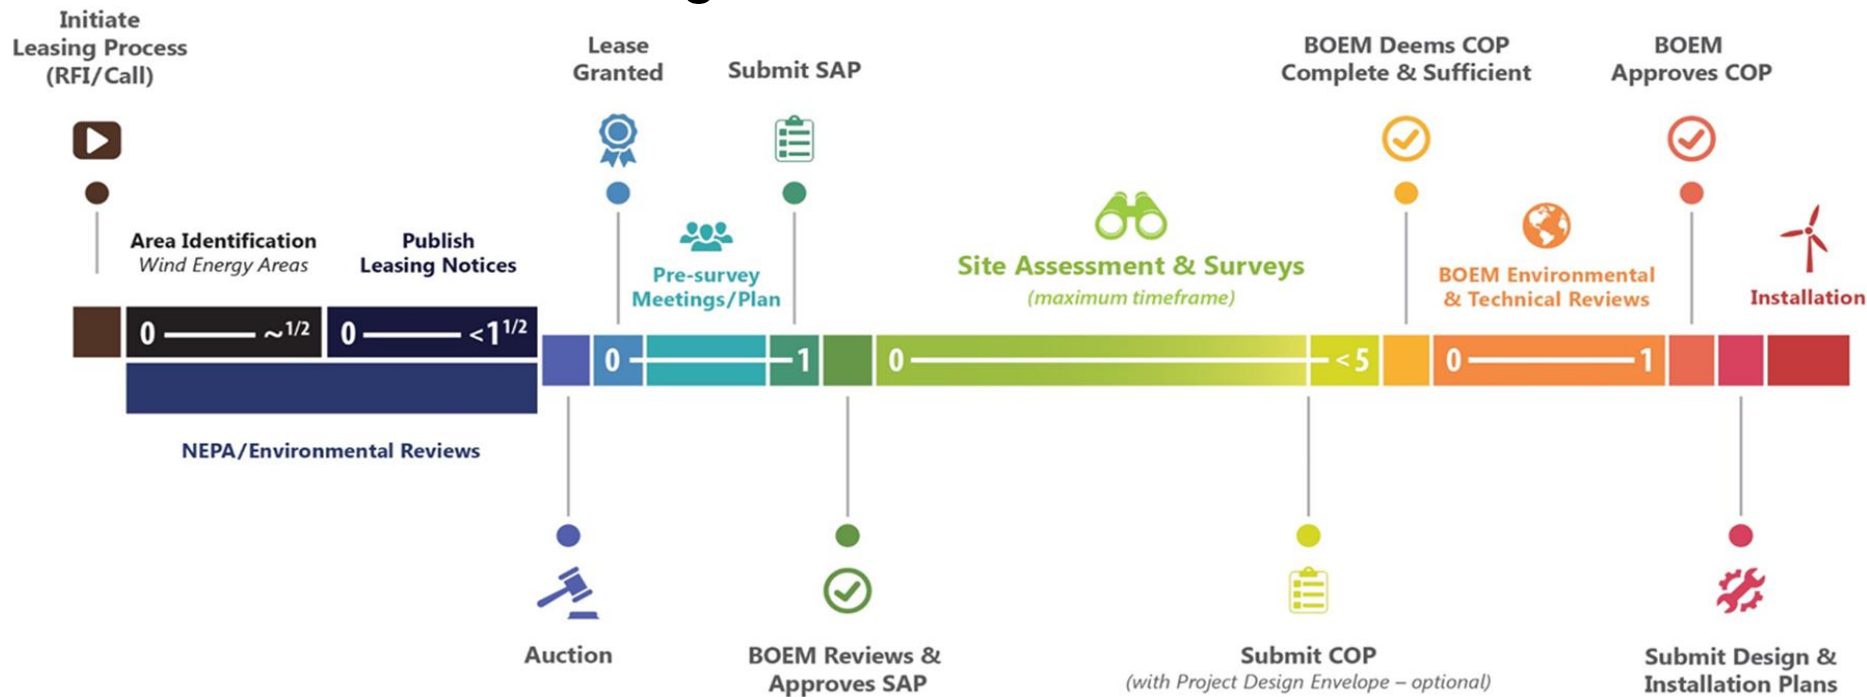 Initiate
Leasing Process
(RFI/Call)
Lease
Granted
Submit SAP
BOEM Deems COP
Complete & Sufficient
BOEM
Approves COP
Area Identification
Wind Energy Areas
Publish
Leasing Notices
Pre-survey
Meetings/Plan
Site Assessment & Surveys
(maximum timeframe)
BOEM Environmental
& Technical Reviews
Installation
0 ~1/2
0 <1 1/2
0 1
0 <5
0 1
NEPA/Environmental Reviews
Auction
BOEM Reviews &
Approves SAP
Submit COP
(with Project Design Envelope – optional)
Submit Design &
Installation Plans